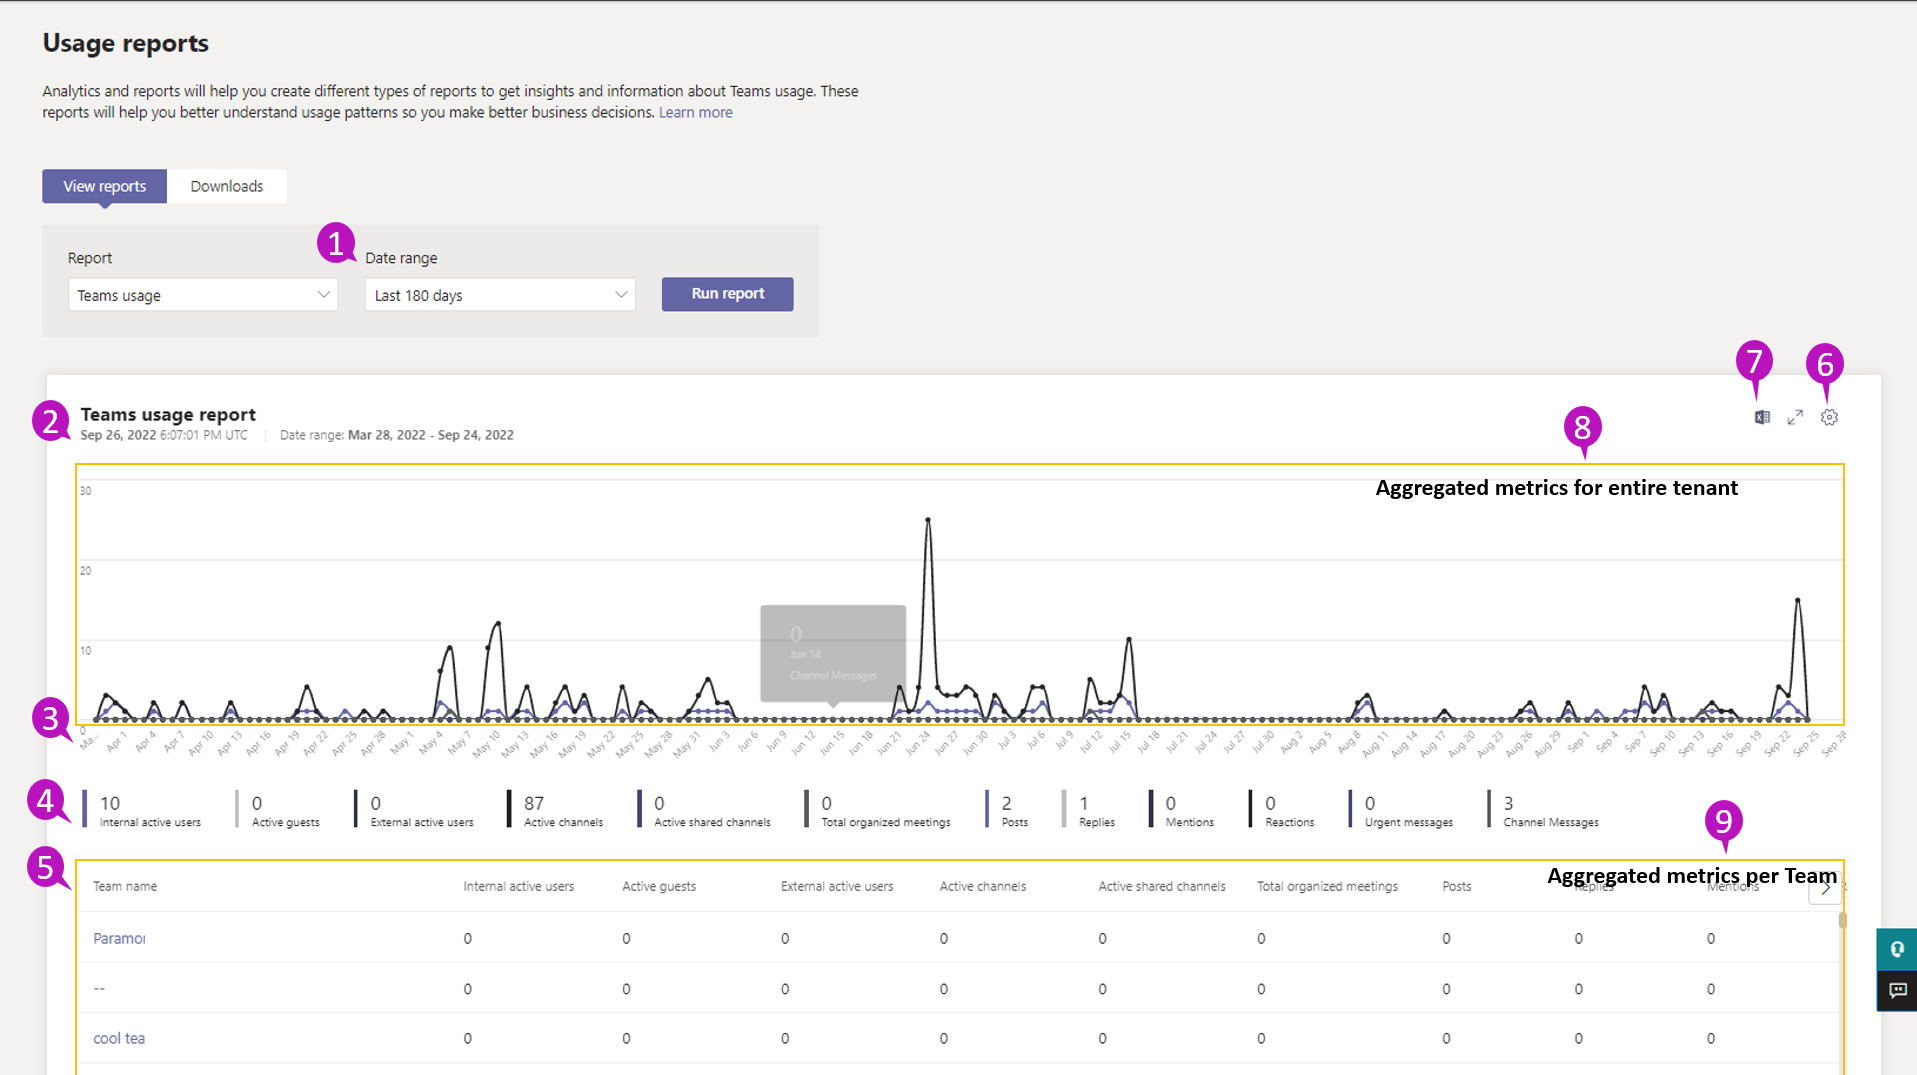 Usage reports
Analytics and reports will help you create different types of reports to get insights and information about Teams usage. These
reports will help you better understand usage patterns so you make better business decisions. Learn more
View reports
Downloads
1
Report
Date range
Teams usage
Last 180 days
Run report
7
6
2
Teams usage report
Sep 26, 2022 6:07:01 PM UTC
Date range: Mar 28, 2022 - Sep 24, 2022
8
Aggregated metrics for entire tenant
30
20
10
0
0
Jun 14
Channel Messages
3
Ma... Apr 1 Apr 4 Apr 7 Apr 10 Apr 13 Apr 16 Apr 19 Apr 22 Apr 25 Apr 28 May 1 May 4 May 7 May 10 May 13 May 16 May 19 May 22 May 25 May 28 May 31 Jun 3 Jun 6 Jun 9 Jun 12 Jun 15 Jun 18 Jun 21 Jun 24 Jun 27 Jun 30 Jul 3 Jul 6 Jul 9 Jul 12 Jul 15 Jul 18 Jul 21 Jul 24 Jul 27 Jul 30 Aug 2 Aug 5 Aug 8 Aug 11 Aug 14 Aug 17 Aug 20 Aug 23 Aug 26 Aug 29 Sep 1 Sep 4 Sep 7 Sep 10 Sep 13 Sep 16 Sep 19 Sep 22 Sep 25 Sep 28
4
10 0 0 87 0 0 2 1 0 0 0 3
Internal active users Active guests External active users Active channels Active shared channels Total organized meetings Posts Replies Mentions Reactions Urgent messages Channel Messages
9
5
Aggregated metrics per Team
Team name Internal active users Active guests External active users Active channels Active shared channels Total organized meetings Posts Replies Mentions
Paramou 0 0 0 0 0 0 0 0 0
-- 0 0 0 0 0 0 0 0 0
cool tea 0 0 0 0 0 0 0 0 0